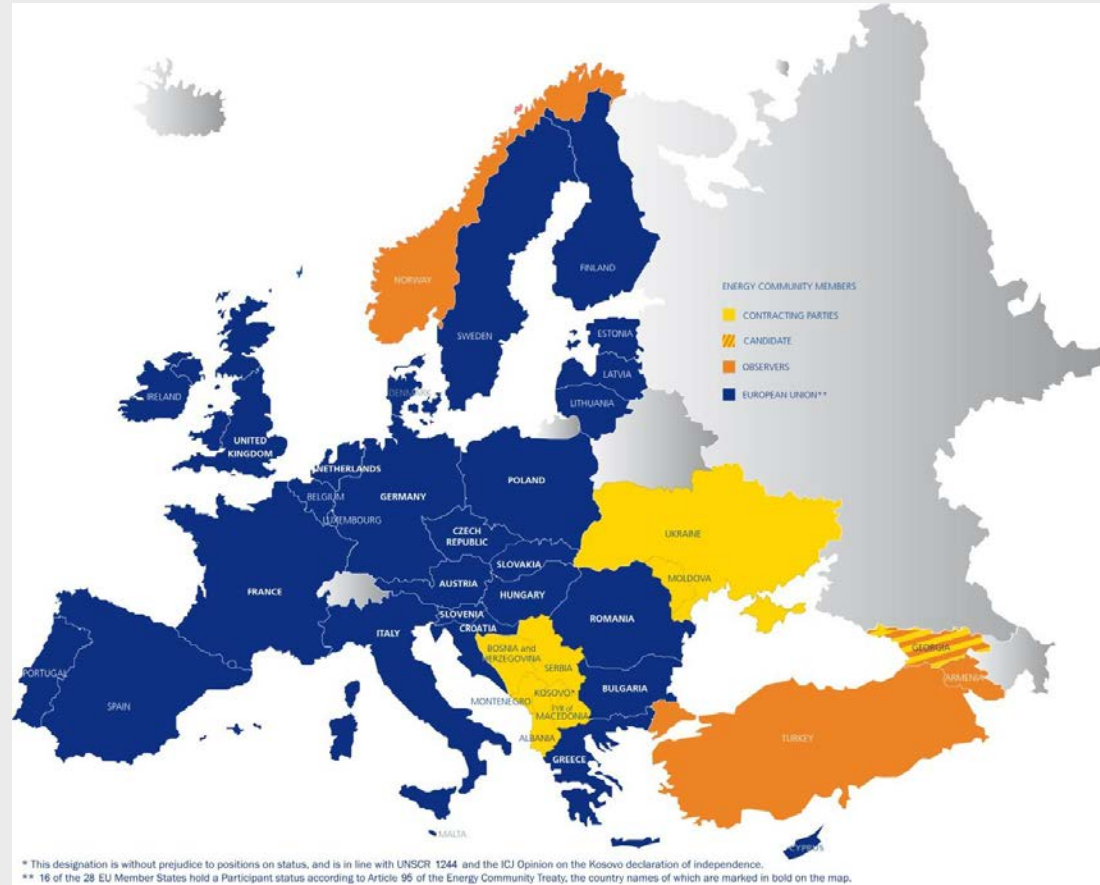 NORWAY
FINLAND
SWEDEN
ENERGY COMMUNITY MEMBERS
CONTRACTING PARTIES
CANDIDATE
OBSERVERS
EUROPEAN UNION**
ESTONIA
LATVIA
LITHUANIA
DENMARK
IRELAND
UNITED
KINGDOM
NETHERLANDS
BELGIUM
LUXEMBOURG
GERMANY
POLAND
CZECH
REPUBLIC
SLOVAKIA
AUSTRIA
HUNGARY
SLOVENIA
CROATIA
FRANCE
ITALY
UKRAINE
MOLDOVA
ROMANIA
BOSNIA and
HERZEGOVINA
SERBIA
MONTENEGRO
KOSOVO*
FYR of
MACEDONIA
ALBANIA
BULGARIA
GREECE
PORTUGAL
SPAIN
GEORGIA
ARMENIA
TURKEY
MALTA
CYPRUS
* This designation is without prejudice to positions on status, and is in line with UNSCR 1244 and the ICJ Opinion on the Kosovo declaration of independence.
** 16 of the 28 EU Member States hold a Participant status according to Article 95 of the Energy Community Treaty, the country names of which are marked in bold on the map.